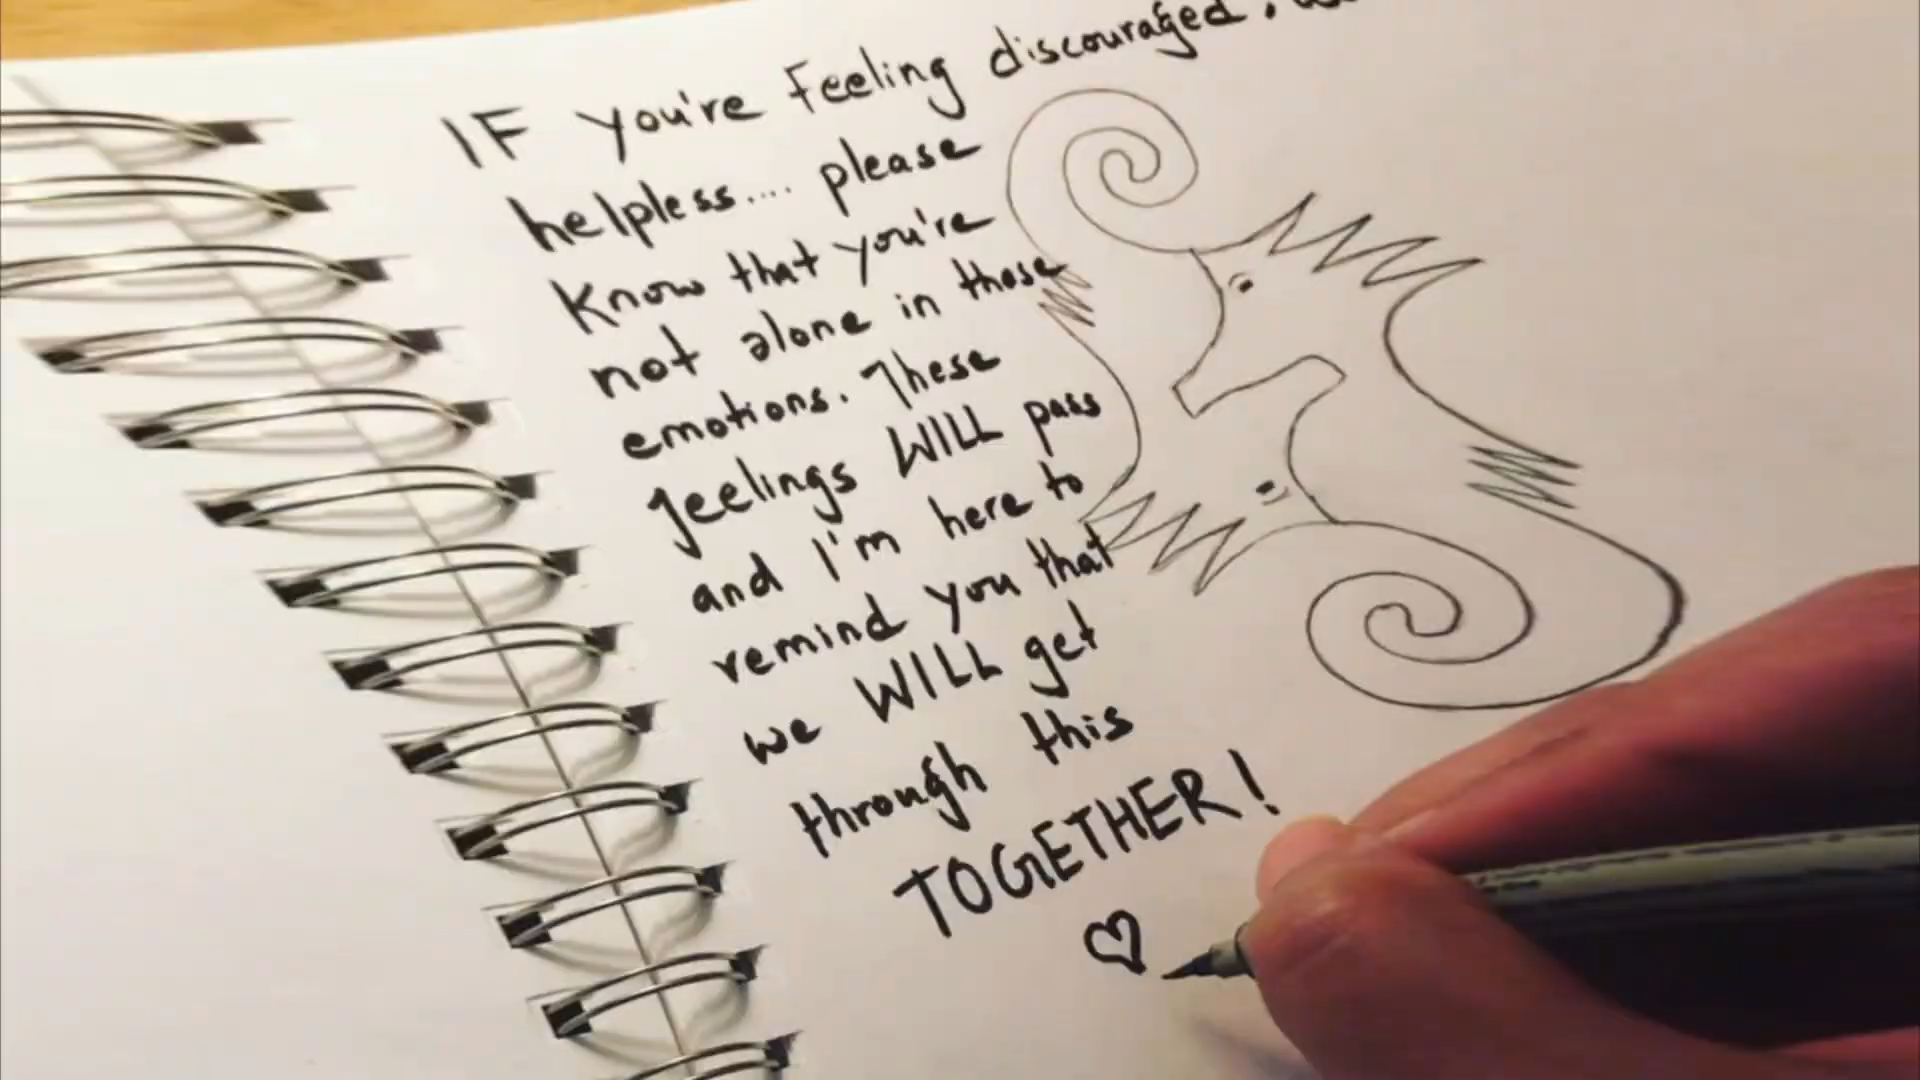 IF you're feeling discouraged,
helpless.... please
know that you're
not alone in those
emotions. These
feelings WILL pass
and I'm here to
remind you that
we WILL get
through this
TOGETHER!